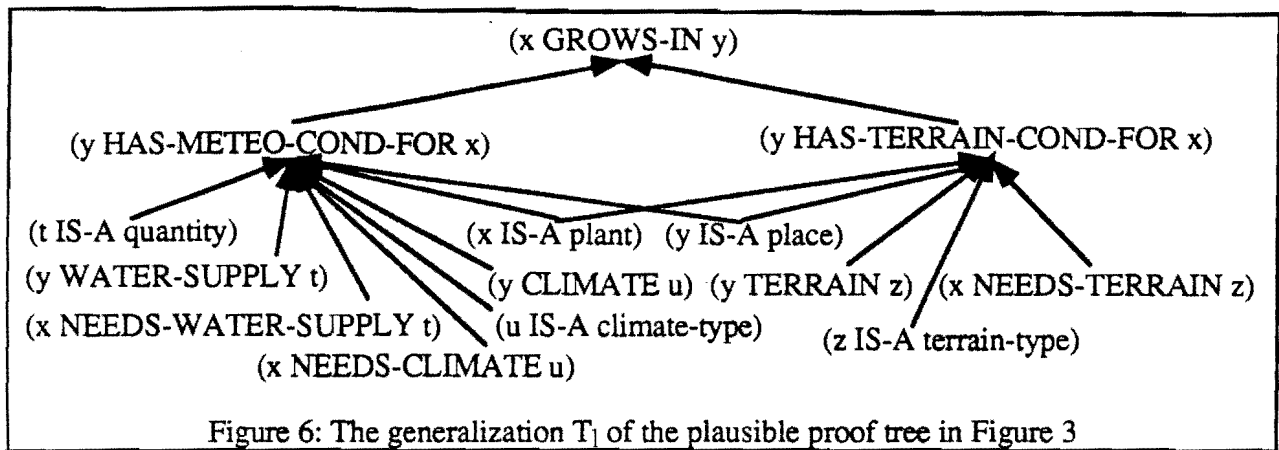 (x GROWS-IN y)
(y HAS-METEO-COND-FOR x) (y HAS-TERRAIN-COND-FOR x)
(t IS-A quantity) (x IS-A plant) (y IS-A place)
(y WATER-SUPPLY t) (y CLIMATE u) (y TERRAIN z) (x NEEDS-TERRAIN z)
(x NEEDS-WATER-SUPPLY t) (u IS-A climate-type) (z IS-A terrain-type)
(x NEEDS-CLIMATE u)
Figure 6: The generalization T₁ of the plausible proof tree in Figure 3